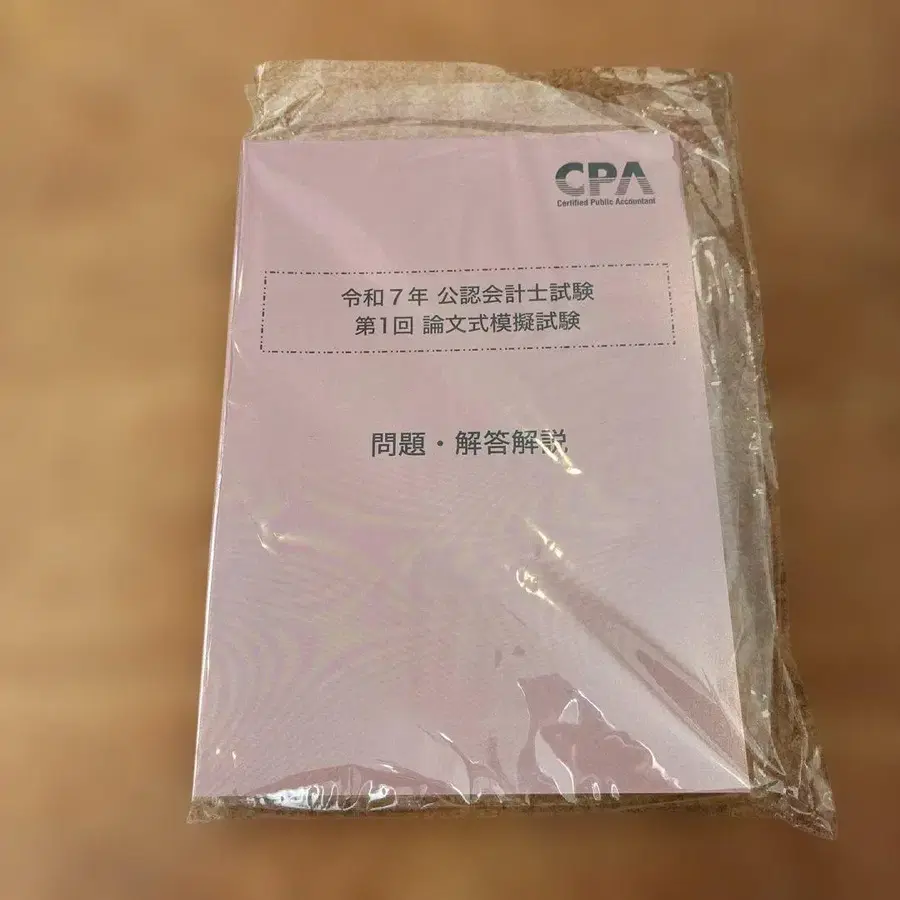 CPA
Certified Public Accountant
令和7年 公認会計士試験
第1回 論文式模擬試験
問題・解答解説